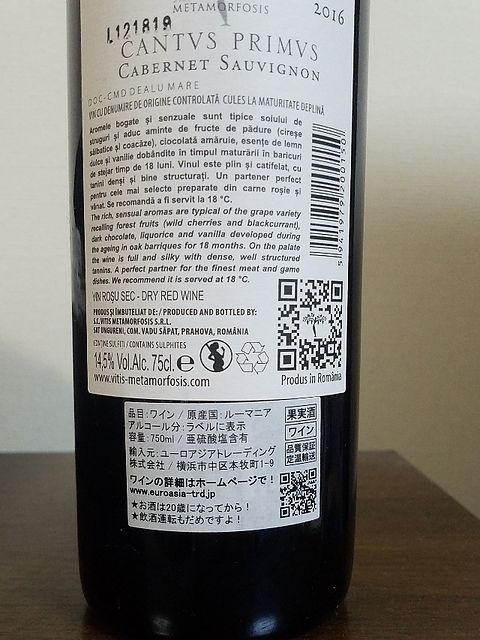 METAMORFOSIS
2016
L121819
CANTVS PRIMVS
CABERNET SAUVIGNON
DOC-CMD DEALU MARE
VIN CU DENUMIRE DE ORIGINE CONTROLATĂ CULES LA MATURITATE DEPLINĂ
Aromele bogate și senzuale sunt tipice soiului de
struguri și aduc aminte de fructe de pădure (cireșe
sălbatice și coacăze), ciocolată amăruie, esențe de lemn
dulce și vanilie dobândite în timpul maturării în baricuri
de stejar timp de 18 luni. Vinul este plin și catifelat, cu
tanini denși și bine structurați. Un partener perfect
pentru cele mai selecte preparate din carne roșie și
vânat. Se recomandă a fi servit la 18 °C.
The rich, sensual aromas are typical of the grape variety
recalling forest fruits (wild cherries and blackcurrant),
dark chocolate, liquorice and vanilla developed during
the ageing in oak barriques for 18 months. On the palate
the wine is full and silky with dense, well structured
tannins. A perfect partner for the finest meat and game
dishes. We recommend it is served at 18 °C.
5 941979 200150
VIN ROȘU SEC - DRY RED WINE
PRODUS ȘI ÎMBUTELIAT DE: / PRODUCED AND BOTTLED BY:
S.C. VITIS METAMORFOSIS S.R.L.
SAT UNGURENI, COM. VADU SĂPAT, PRAHOVA, ROMÂNIA
CONȚINE SULFIȚI / CONTAINS SULPHITES
14,5% Vol.Alc. 75cl. e
www.vitis-metamorfosis.com
Produs in România
品目:ワイン / 原産国:ルーマニア
アルコール分:ラベルに表示
容量:750ml / 亜硫酸塩含有
輸入元:ユーロアジアトレーディング
株式会社 / 横浜市中区本牧町1-9
ワインの詳細はホームページで!
www.euroasia-trd.jp
★お酒は20歳になってから!
★飲酒運転もだめですよ!
果実酒
ワイン
品質保証
定温輸送